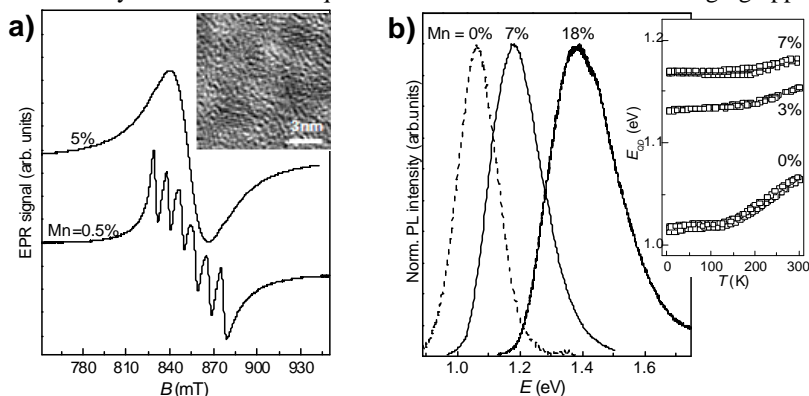 a)
5%
Mn=0.5%
3nm
EPR signal (arb. units)
780 810 840 870 900 930
B (mT)
b)
Mn = 0% 7% 18%
Norm. PL intensity (arb.units)
1.0 1.2 1.4 1.6
E (eV)
7%
3%
0%
1.2
1.1
1.0
E_QD (eV)
0 100 200 300
T (K)